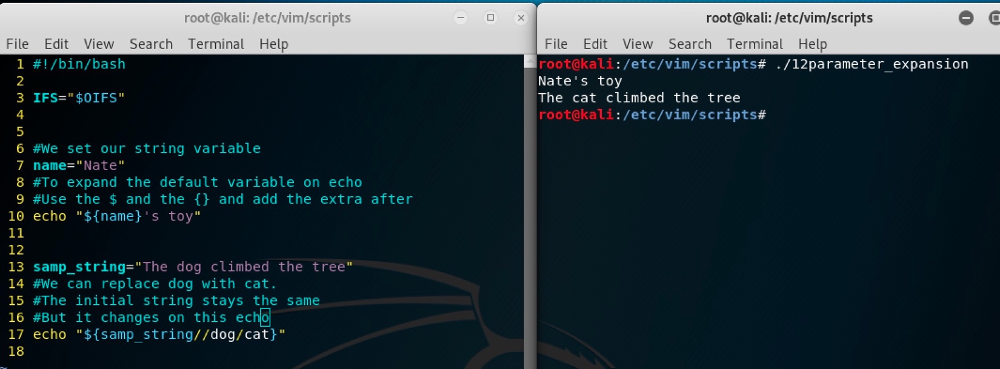 root@kali: /etc/vim/scripts
File Edit View Search Terminal Help
1 #!/bin/bash
2
3 IFS="$OIFS"
4
5
6 #We set our string variable
7 name="Nate"
8 #To expand the default variable on echo
9 #Use the $ and the {} and add the extra after
10 echo "${name}'s toy"
11
12
13 samp_string="The dog climbed the tree"
14 #We can replace dog with cat.
15 #The initial string stays the same
16 #But it changes on this echo
17 echo "${samp_string//dog/cat}"
18
~
root@kali: /etc/vim/scripts
File Edit View Search Terminal Help
root@kali:/etc/vim/scripts# ./12parameter_expansion
Nate's toy
The cat climbed the tree
root@kali:/etc/vim/scripts#